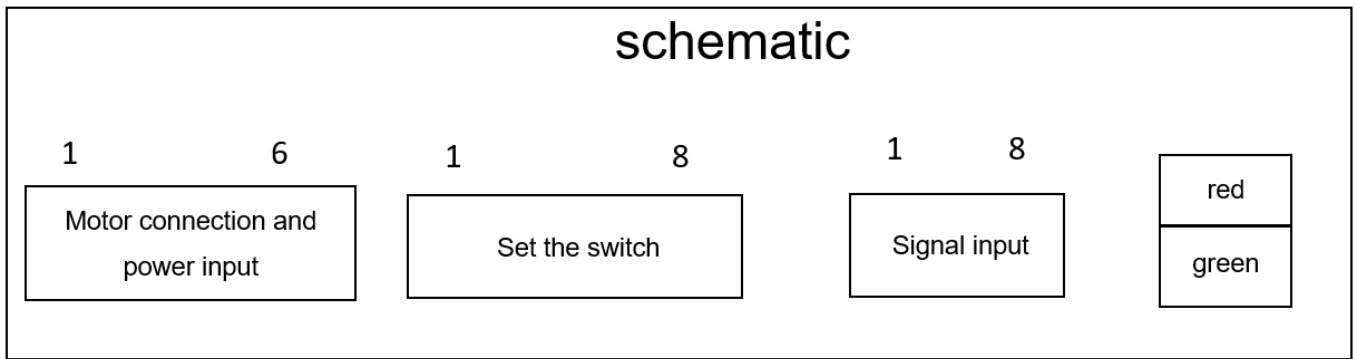 schematic
1 6 1 8 1 8
Motor connection and
power input
Set the switch
Signal input
red
green